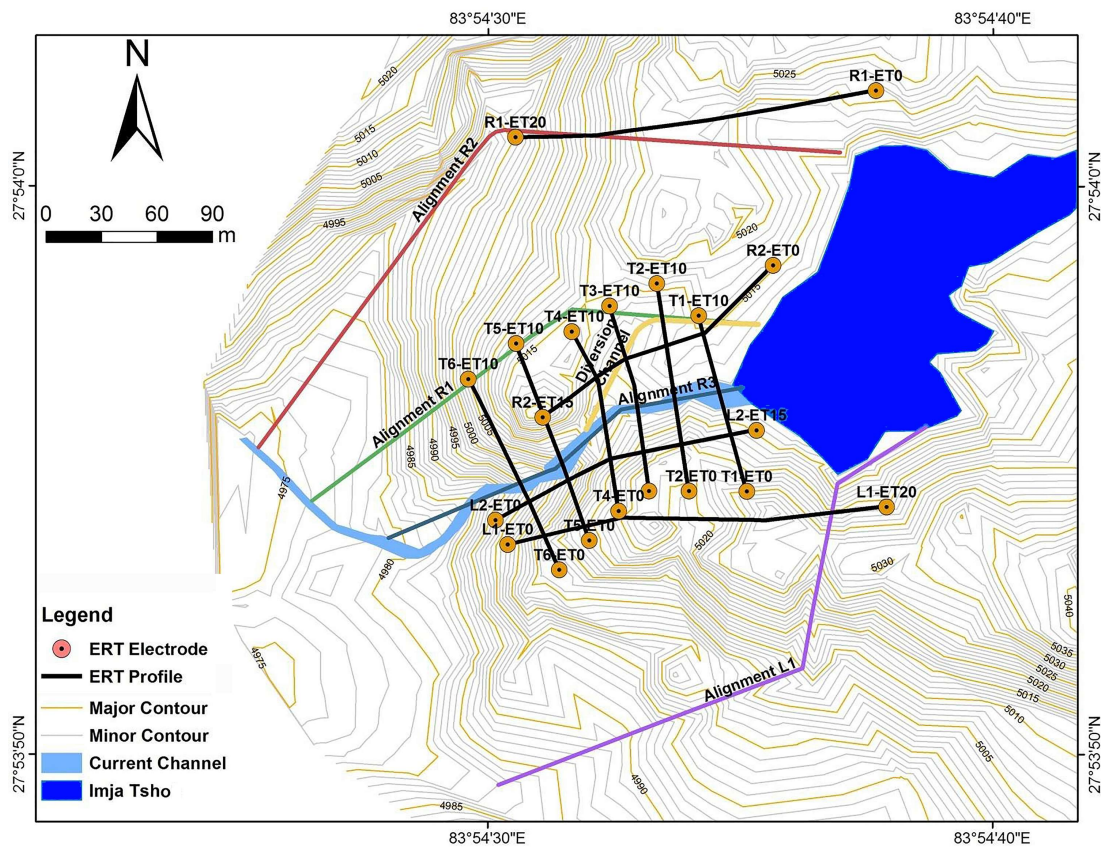 83°54'30"E
83°54'40"E
N
0 30 60 90
m
27°54'0"N
27°54'0"N
5020
5015
5010
5005
4995
5025
R1-ET0
R1-ET20
Alignment R2
5020
R2-ET0
T2-ET10
5015
T3-ET10
T1-ET10
T4-ET10
T5-ET10
5015
Diversion
Channel
T6-ET10
Alignment R3
Alignment R1
R2-ET15
L2-ET15
5005
5000
4995
4990
4985
4975
T2-ET0
T1-ET0
T4-ET0
L1-ET20
L2-ET0
L1-ET0
T5-ET0
T6-ET0
5020
5030
4980
5040
Legend
ERT Electrode
ERT Profile
Major Contour
Minor Contour
Current Channel
Imja Tsho
4975
5035
5030
5025
5020
5015
5010
Alignment L1
5005
4990
4985
27°53'50"N
27°53'50"N
83°54'30"E
83°54'40"E